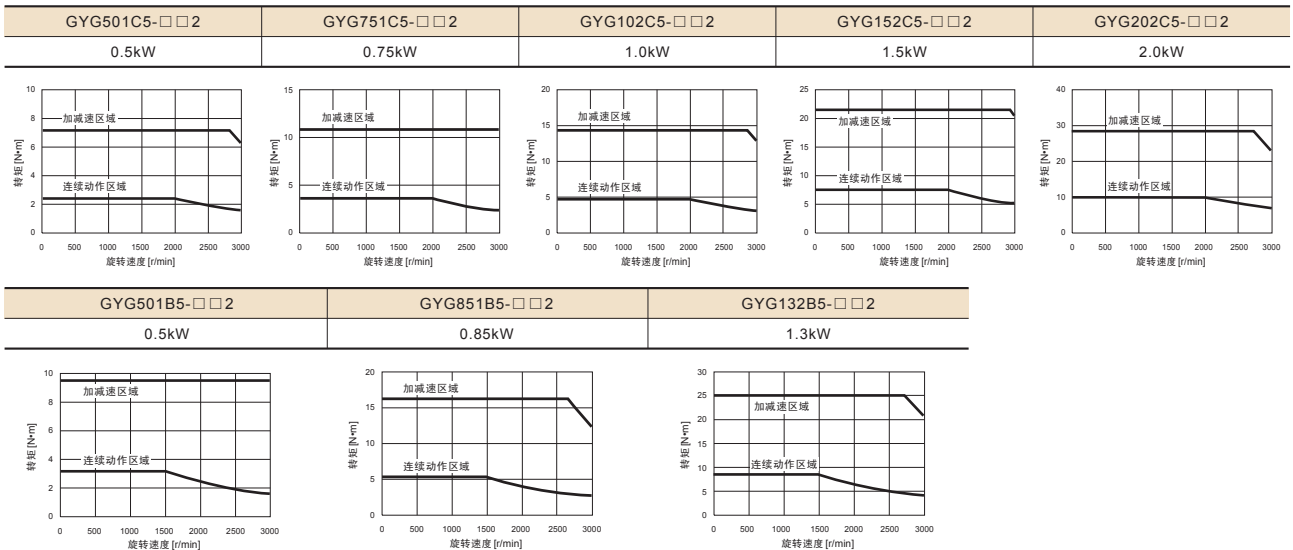 GYG501C5-□□2 GYG751C5-□□2 GYG102C5-□□2 GYG152C5-□□2 GYG202C5-□□2
0.5kW 0.75kW 1.0kW 1.5kW 2.0kW
转矩 [N•m]
10
8
6
4
2
0
加减速区域
连续动作区域
0 500 1000 1500 2000 2500 3000
旋转速度 [r/min]
转矩 [N•m]
15
10
5
0
加减速区域
连续动作区域
0 500 1000 1500 2000 2500 3000
旋转速度 [r/min]
转矩 [N•m]
20
15
10
5
0
加减速区域
连续动作区域
0 500 1000 1500 2000 2500 3000
旋转速度 [r/min]
转矩 [N•m]
25
20
15
10
5
0
加减速区域
连续动作区域
0 500 1000 1500 2000 2500 3000
旋转速度 [r/min]
转矩 [N•m]
40
30
20
10
0
加减速区域
连续动作区域
0 500 1000 1500 2000 2500 3000
旋转速度 [r/min]
GYG501B5-□□2 GYG851B5-□□2 GYG132B5-□□2
0.5kW 0.85kW 1.3kW
转矩 [N•m]
10
8
6
4
2
0
加减速区域
连续动作区域
0 500 1000 1500 2000 2500 3000
旋转速度 [r/min]
转矩 [N•m]
20
15
10
5
0
加减速区域
连续动作区域
0 500 1000 1500 2000 2500 3000
旋转速度 [r/min]
转矩 [N•m]
30
25
20
15
10
5
0
加减速区域
连续动作区域
0 500 1000 1500 2000 2500 3000
旋转速度 [r/min]